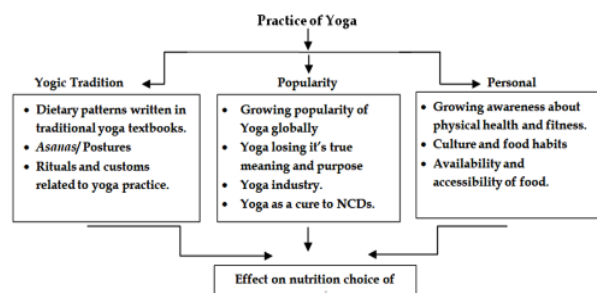 Practice of Yoga
Yogic Tradition
Popularity
Personal
• Dietary patterns written in
traditional yoga textbooks.
• Asanas/ Postures
• Rituals and customs
related to yoga practice.
• Growing popularity of
Yoga globally
• Yoga losing it's true
meaning and purpose
• Yoga industry.
• Yoga as a cure to NCDs.
• Growing awareness about
physical health and fitness.
• Culture and food habits
• Availability and
accessibility of food.
Effect on nutrition choice of